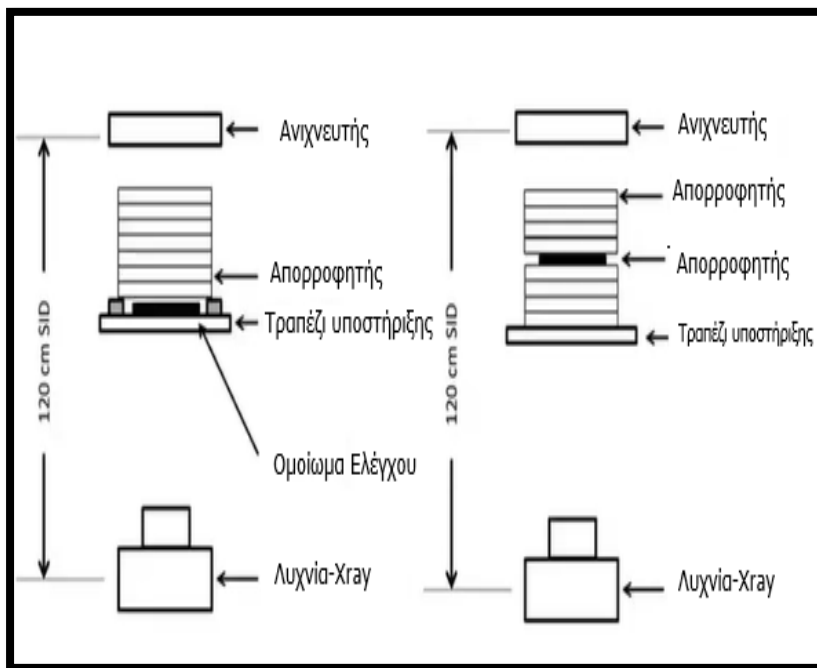 Ανιχνευτής
Απορροφητής
Τραπέζι υποστήριξης
Ομοίωμα Ελέγχου
Λυχνία-Xray
120 cm SID
Ανιχνευτής
Απορροφητής
Απορροφητής
Τραπέζι υποστήριξης
Λυχνία-Xray
120 cm SID